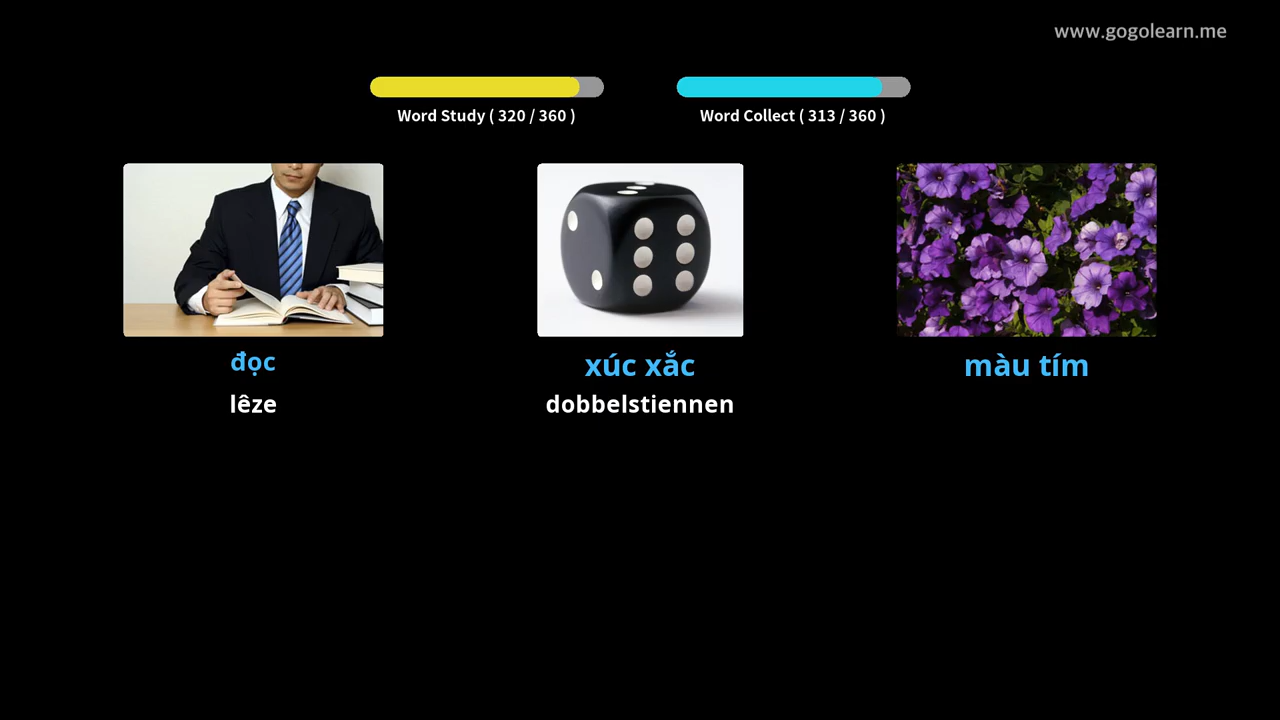 www.gogolearn.me
Word Study ( 320 / 360 )
Word Collect ( 313 / 360 )
đọc
xúc xắc
màu tím
lêze
dobbelstiennen